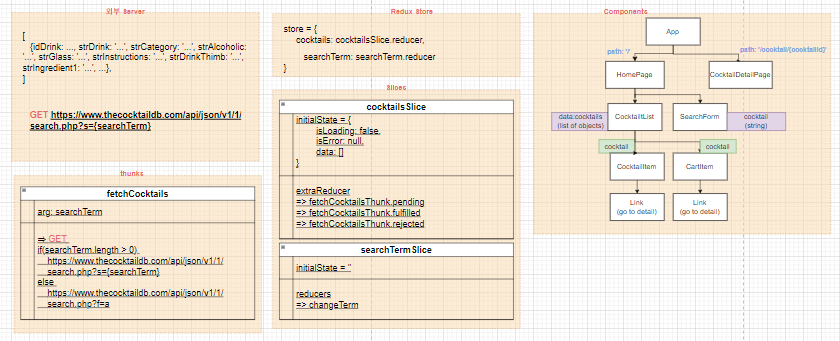 외부 Server
[
{idDrink: ..., strDrink: '...', strCategory: '...', strAlcoholic:
'...', strGlass: '...', strInstructions: '...', strDrinkThimb: '...',
strIngredient1: '...', ...},
]
GET https://www.thecocktaildb.com/api/json/v1/1/
search.php?s={searchTerm}
thunks
fetchCocktails
arg: searchTerm
=> GET
if(searchTerm.length > 0)
https://www.thecocktaildb.com/api/json/v1/1/
search.php?s={searchTerm}
else
https://www.thecocktaildb.com/api/json/v1/1/
search.php?f=a
Redux Store
store = {
cocktails: cocktailsSlice.reducer,
searchTerm: searchTerm.reducer
}
Slices
cocktailsSlice
initialState = {
isLoading: false,
isError: null,
data: []
}
extraReducer
=> fetchCocktailsThunk.pending
=> fetchCocktailsThunk.fulfilled
=> fetchCocktailsThunk.rejected
searchTermSlice
initialState = ''
reducers
=> changeTerm
Components
App
path: '/'
path: '/cocktail/{cocktailId}'
HomePage
CocktailDetailPage
data:cocktails
(list of objects)
CocktailtList
SearchForm
cocktail
(string)
cocktail
cocktail
CocktailItem
CartItem
Link
(go to detail)
Link
(go to detail)